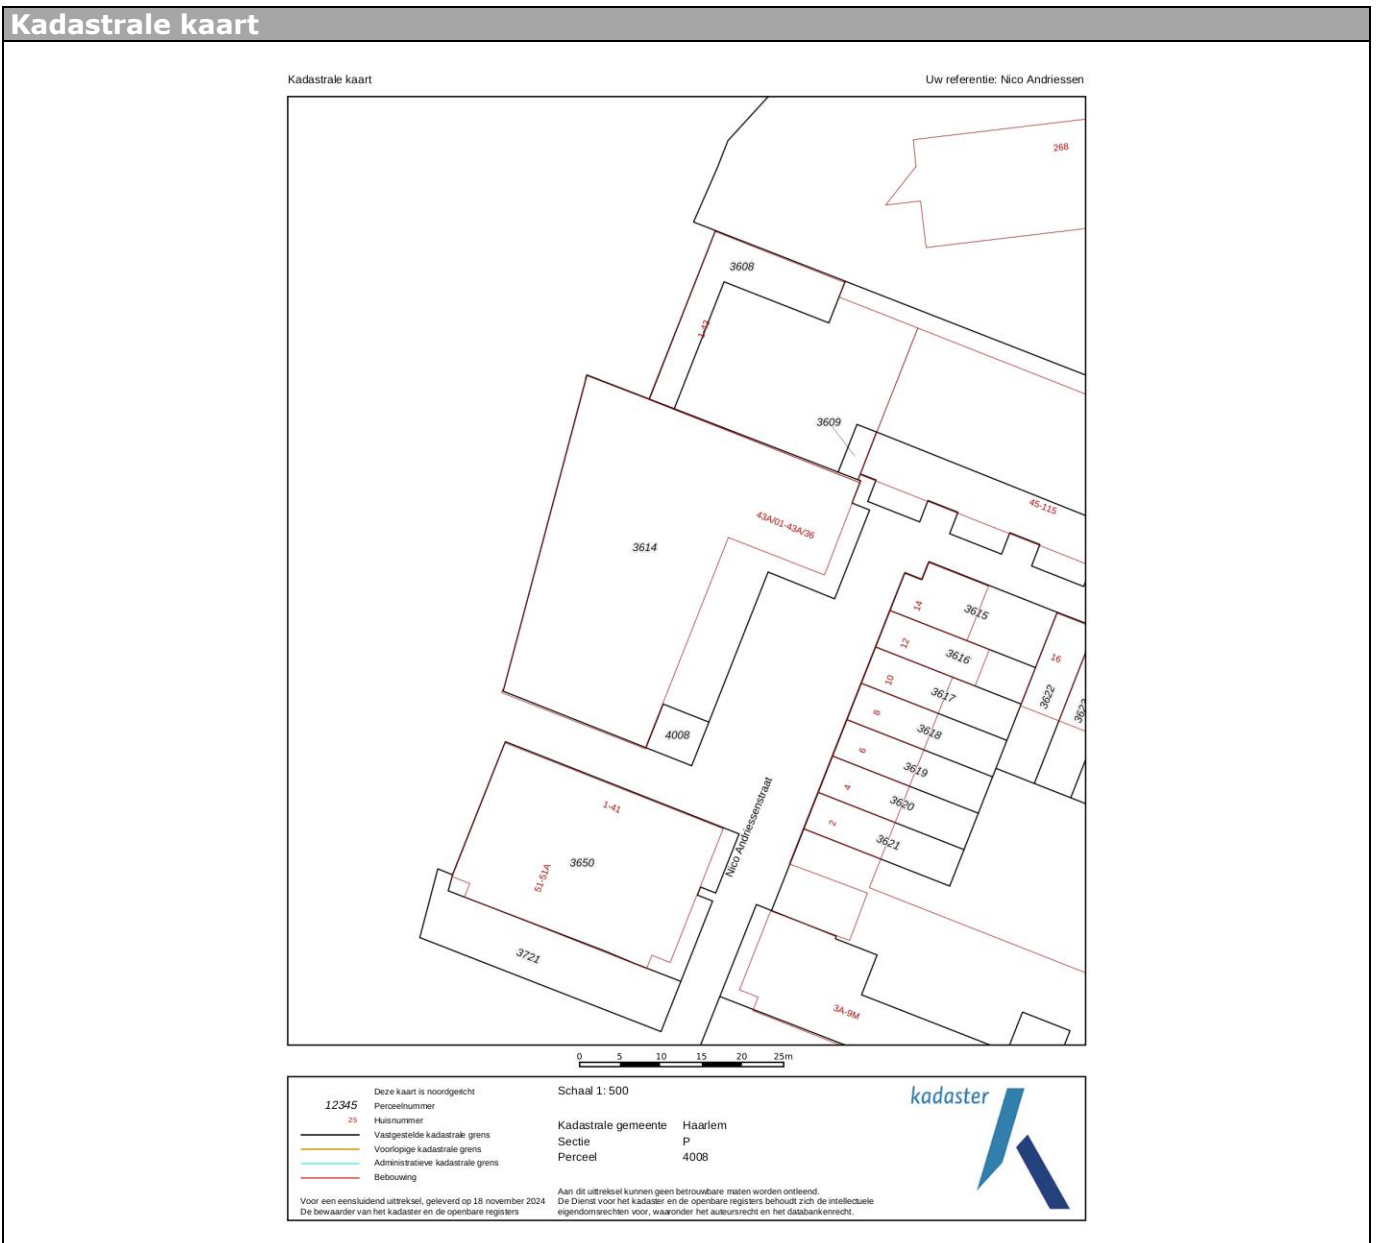 Kadastrale kaart
Kadastrale kaart
Uw referentie: Nico Andriessen
268
3608
1-43
3609
45-115
43A/01-43A/36
3614
14
3615
12
3616
16
10
3617
3622
3623
8
3618
4008
6
3619
4
3620
1-41
2
3621
Nico Andriessenstraat
3650
51-51A
3721
3A-9M
0 5 10 15 20 25m
Deze kaart is noordgericht
12345 Perceelnummer
25 Huisnummer
Vastgestelde kadastrale grens
Voorlopige kadastrale grens
Administratieve kadastrale grens
Bebouwing
Voor een eensluidend uittreksel, geleverd op 18 november 2024
De bewaarder van het kadaster en de openbare registers
Schaal 1: 500
Kadastrale gemeente Haarlem
Sectie P
Perceel 4008
Aan dit uittreksel kunnen geen betrouwbare maten worden ontleend.
De Dienst voor het kadaster en de openbare registers behoudt zich de intellectuele
eigendomsrechten voor, waaronder het auteursrecht en het databankenrecht.
kadaster